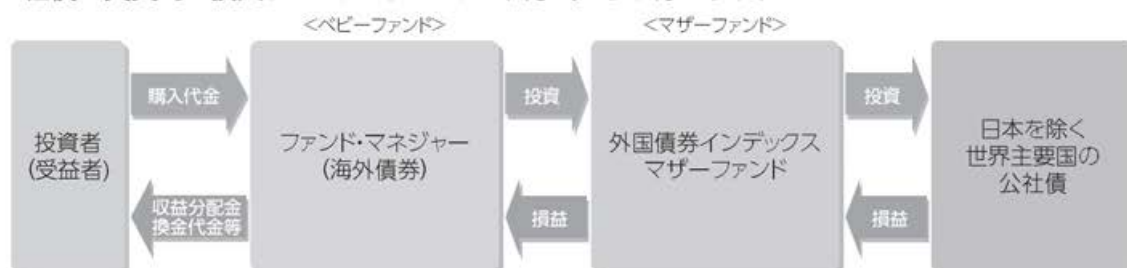 <ベビーファンド>
<マザーファンド>
購入代金
投資
投資
投資者
(受益者)
ファンド・マネジャー
(海外債券)
外国債券インデックス
マザーファンド
日本を除く
世界主要国の
公社債
収益分配金
換金代金等
損益
損益